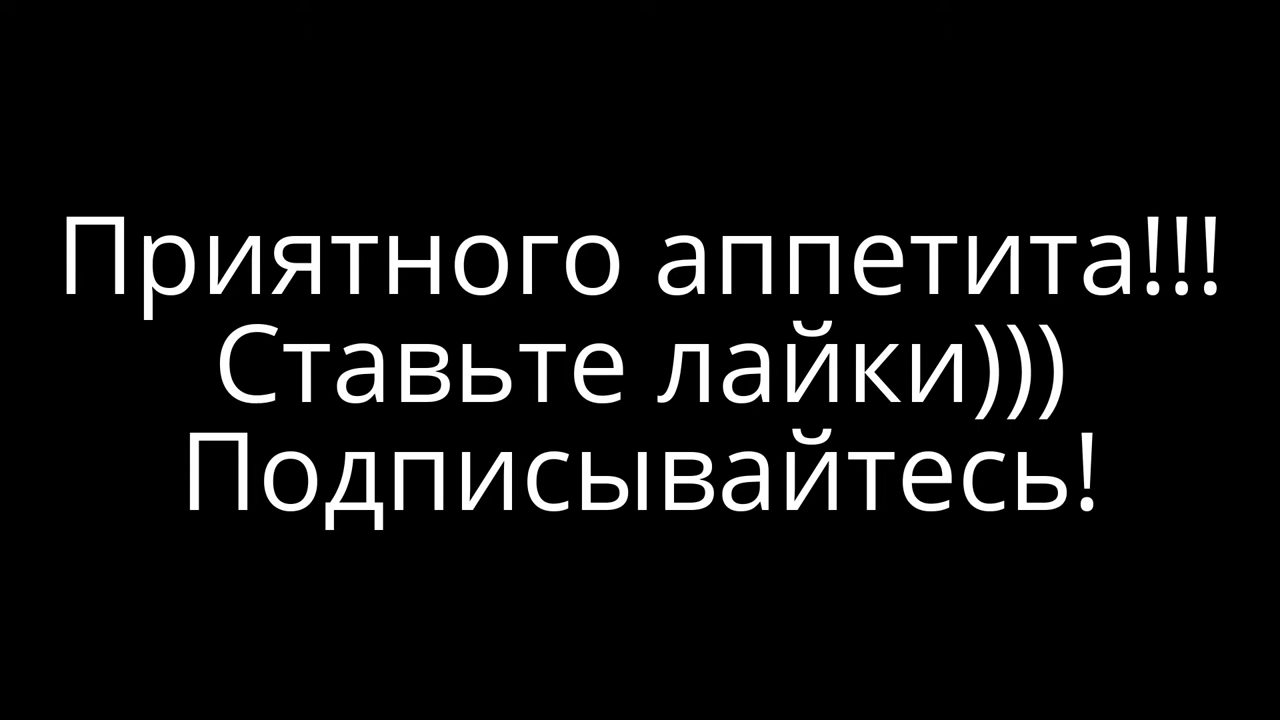 Приятного аппетита!!!
Ставьте лайки)))
Подписывайтесь!